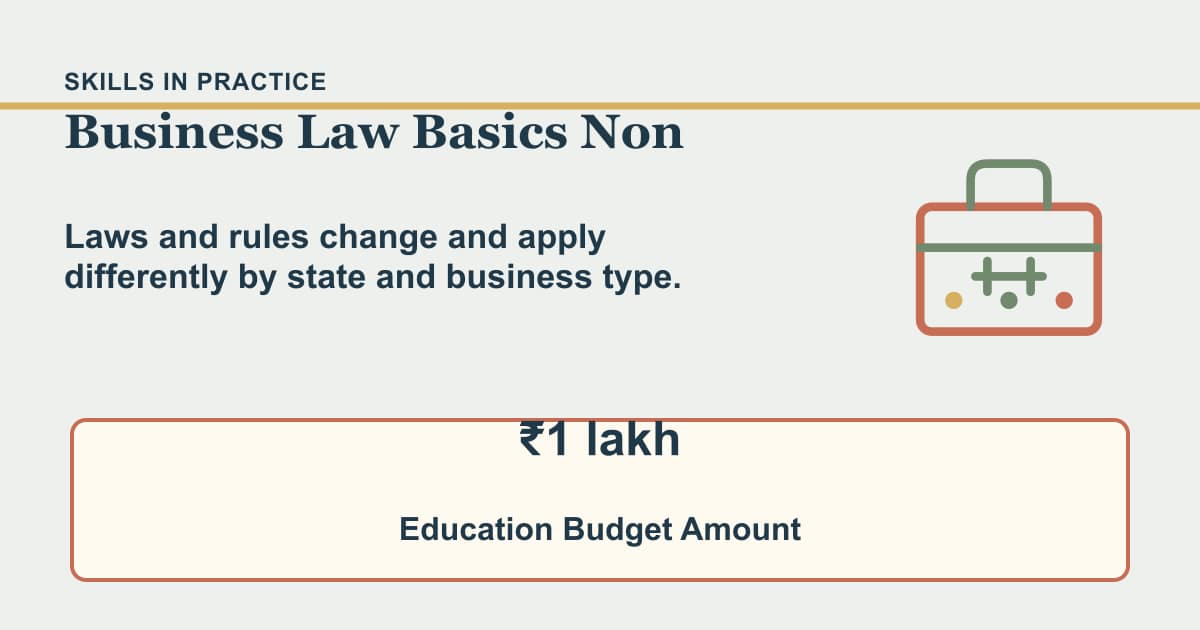 SKILLS IN PRACTICE
Business Law Basics Non
Laws and rules change and apply
differently by state and business type.
₹1 lakh
Education Budget Amount